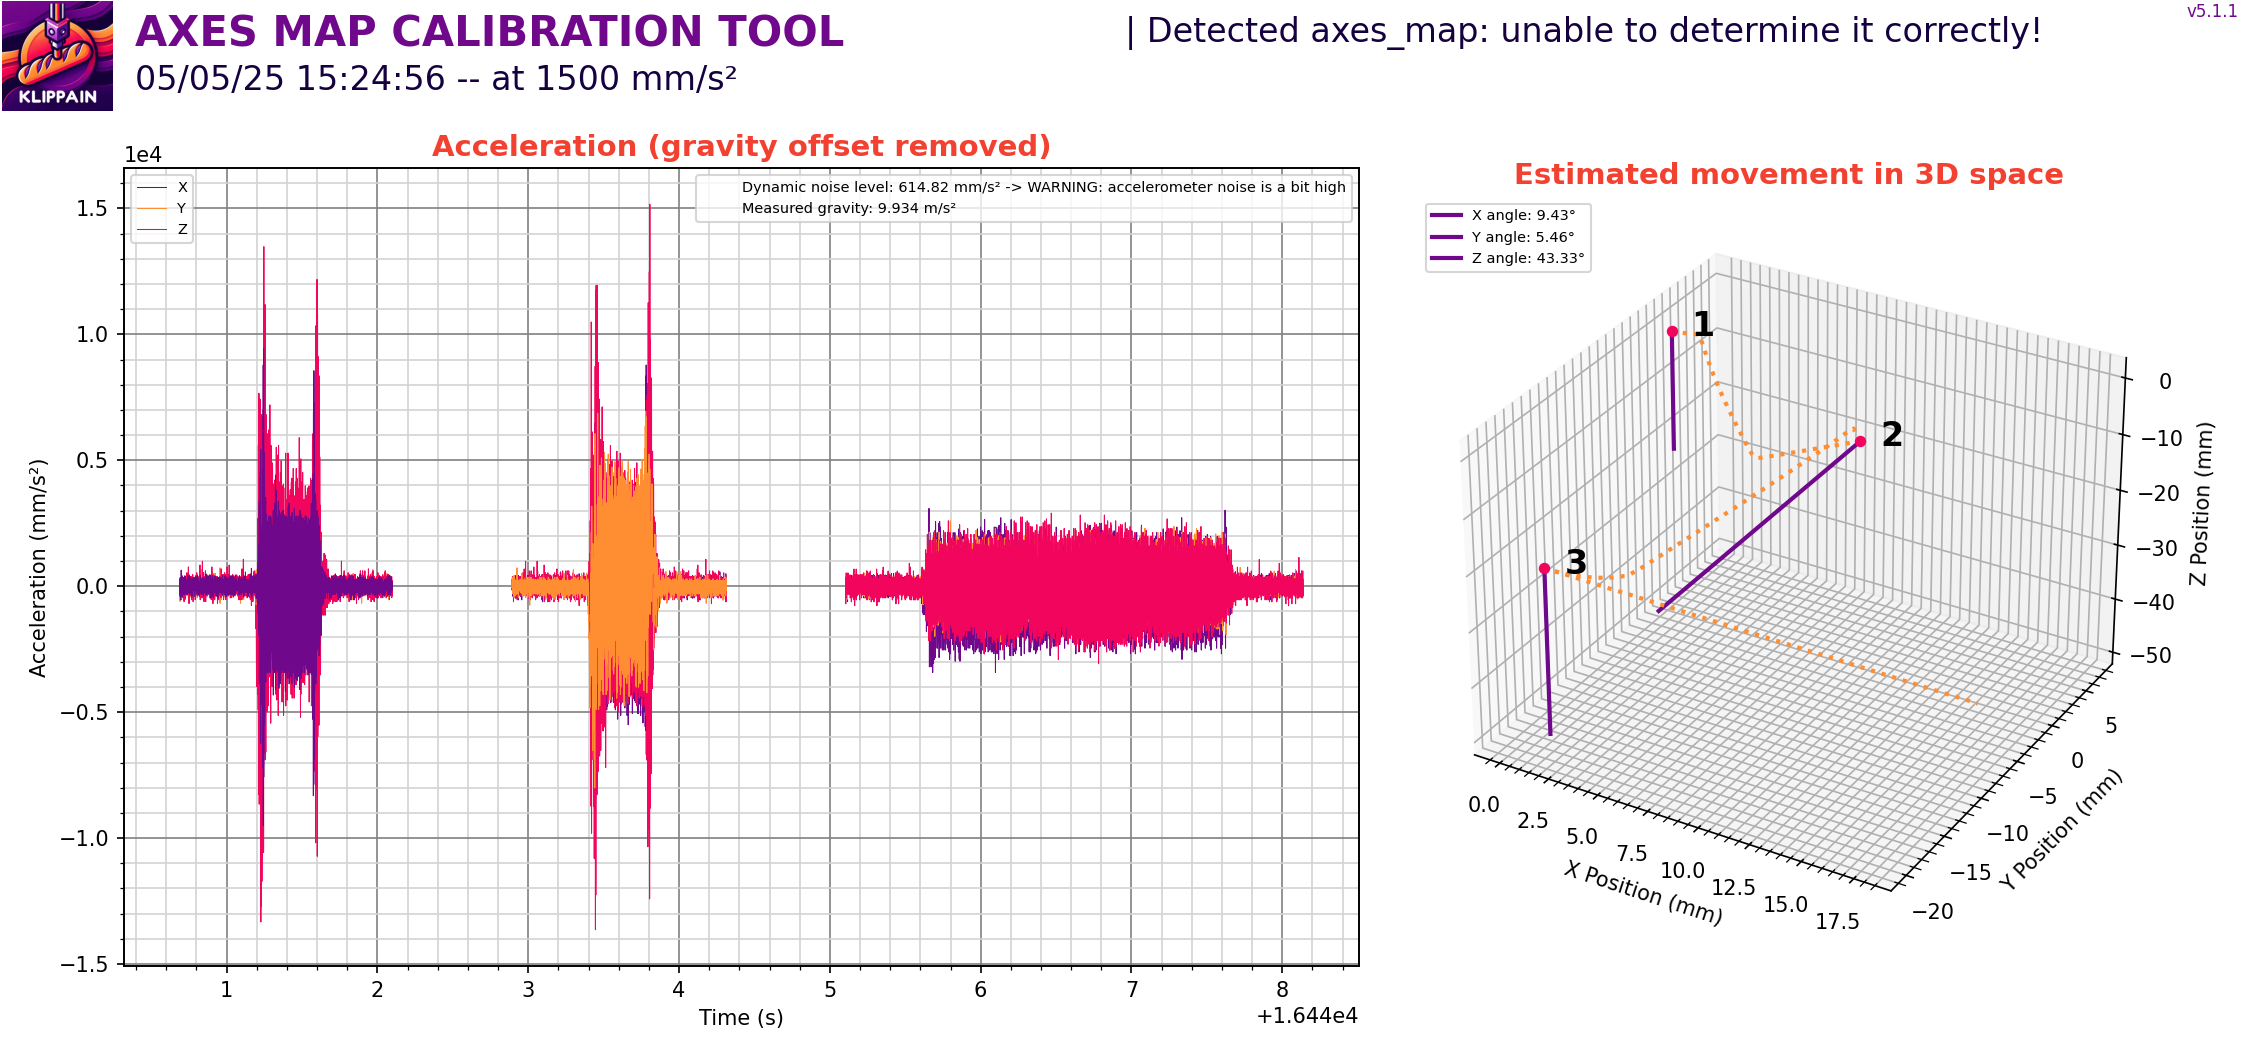 AXES MAP CALIBRATION TOOL
| Detected axes_map: unable to determine it correctly!
v5.1.1
05/05/25 15:24:56 -- at 1500 mm/s²
KLIPPAIN
Acceleration (gravity offset removed)
1e4
X
Y
Z
Dynamic noise level: 614.82 mm/s² -> WARNING: accelerometer noise is a bit high
Measured gravity: 9.934 m/s²
1.5
1.0
0.5
0.0
−0.5
−1.0
−1.5
Acceleration (mm/s²)
1
2
3
4
5
6
7
8
Time (s)
+1.644e4
Estimated movement in 3D space
X angle: 9.43°
Y angle: 5.46°
Z angle: 43.33°
1
2
3
0
−10
−20
−30
−40
−50
Z Position (mm)
5
0
−5
−10
−15
−20
Y Position (mm)
0.0
2.5
5.0
7.5
10.0
12.5
15.0
17.5
X Position (mm)